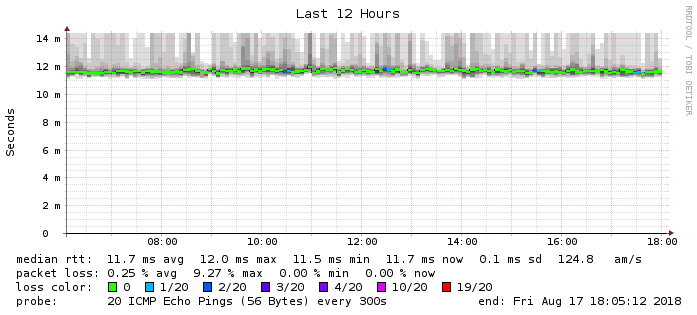 Last 12 Hours
RRDTOOL / TOBI OETIKER
Seconds
14 m
12 m
10 m
8 m
6 m
4 m
2 m
0
08:00 10:00 12:00 14:00 16:00 18:00
median rtt: 11.7 ms avg 12.0 ms max 11.5 ms min 11.7 ms now 0.1 ms sd 124.8 am/s
packet loss: 0.25 % avg 9.27 % max 0.00 % min 0.00 % now
loss color: 0 1/20 2/20 3/20 4/20 10/20 19/20
probe: 20 ICMP Echo Pings (56 Bytes) every 300s end: Fri Aug 17 18:05:12 2018